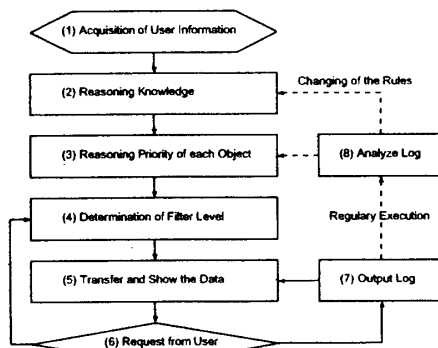 (1) Acquisition of User Information
(2) Reasoning Knowledge
Changing of the Rules
(3) Reasoning Priority of each Object
(8) Analyze Log
(4) Determination of Filter Level
Regulary Execution
(5) Transfer and Show the Data
(7) Output Log
(6) Request from User